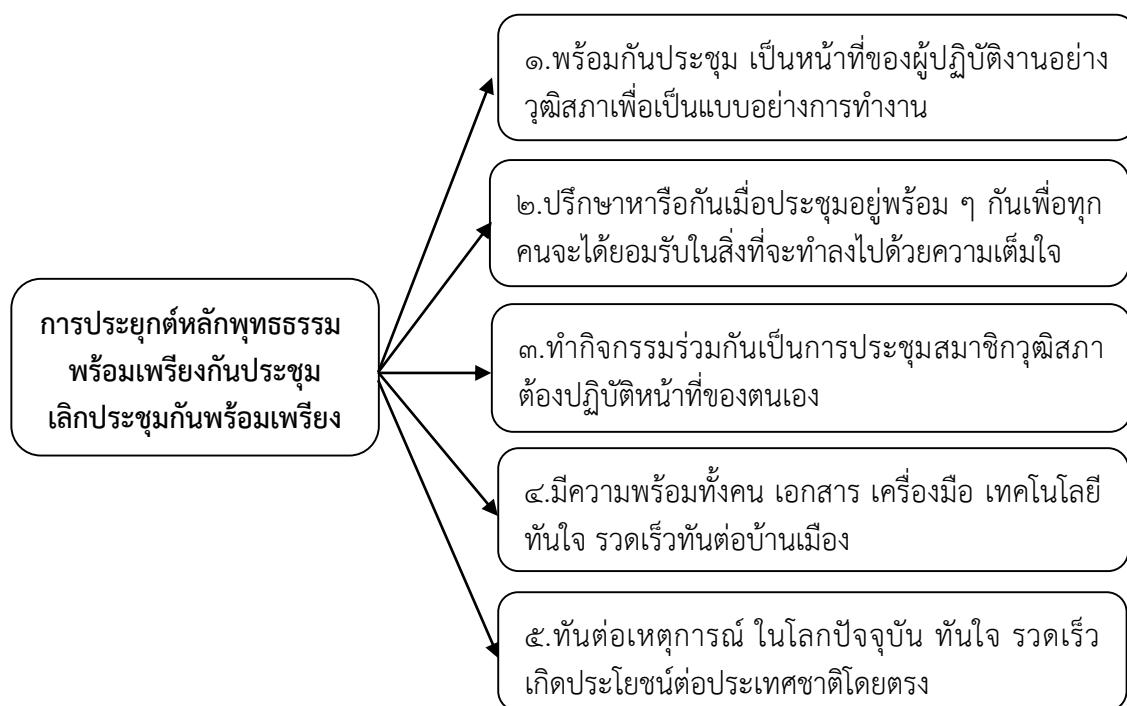 การประยุกต์หลักพุทธธรรม
พร้อมเพรียงกันประชุม
เลิกประชุมกันพร้อมเพรียง
๑.พร้อมกันประชุม เป็นหน้าที่ของผู้ปฏิบัติงานอย่าง
วุฒิสภาเพื่อเป็นแบบอย่างการทำงาน
๒.ปรึกษาหารือกันเมื่อประชุมอยู่พร้อม ๆ กันเพื่อทุก
คนจะได้ยอมรับในสิ่งที่จะทำลงไปด้วยความเต็มใจ
๓.ทำกิจกรรมร่วมกันเป็นการประชุมสมาชิกวุฒิสภา
ต้องปฏิบัติหน้าที่ของตนเอง
๔.มีความพร้อมทั้งคน เอกสาร เครื่องมือ เทคโนโลยี
ทันใจ รวดเร็วทันต่อบ้านเมือง
๕.ทันต่อเหตุการณ์ ในโลกปัจจุบัน ทันใจ รวดเร็ว
เกิดประโยชน์ต่อประเทศชาติโดยตรง